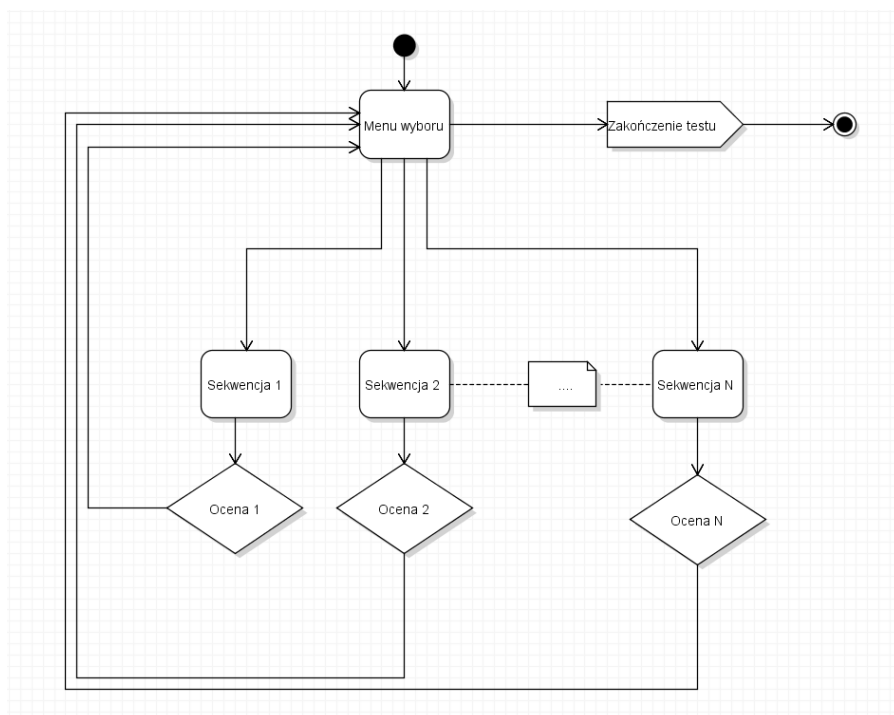 Menu wyboru
Zakończenie testu
Sekwencja 1
Sekwencja 2
....
Sekwencja N
Ocena 1
Ocena 2
Ocena N